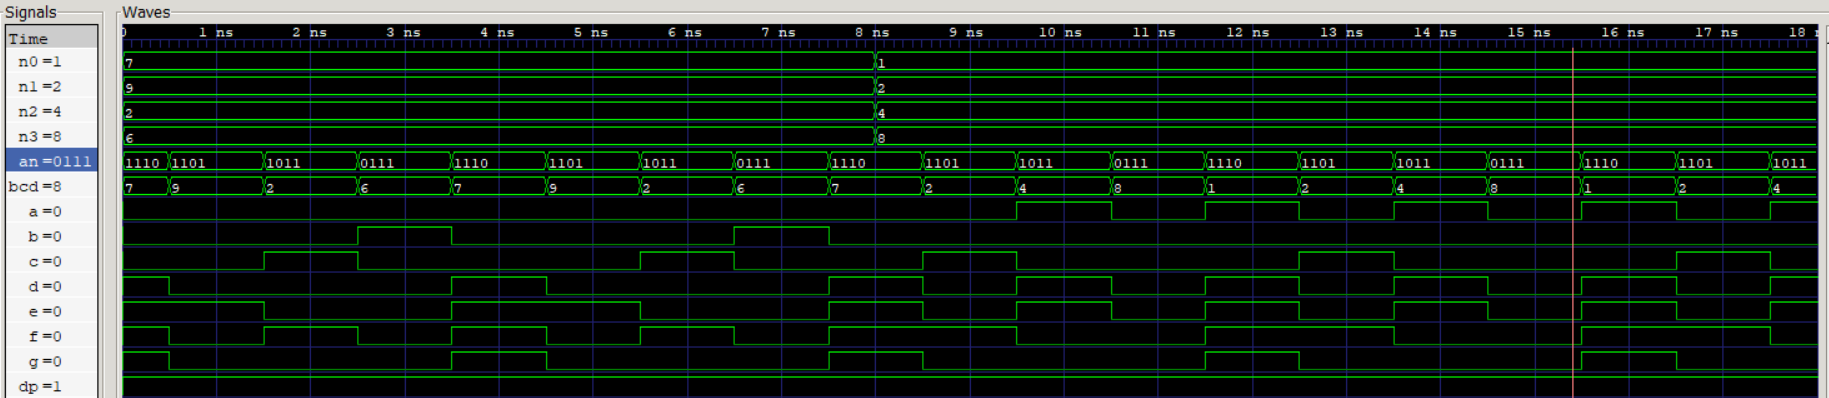 Signals
Waves
Time
0 1 ns 2 ns 3 ns 4 ns 5 ns 6 ns 7 ns 8 ns 9 ns 10 ns 11 ns 12 ns 13 ns 14 ns 15 ns 16 ns 17 ns 18
n0 =1 7 1
n1 =2 9 2
n2 =4 2 4
n3 =8 6 8
an =0111 1110 1101 1011 0111 1110 1101 1011 0111 1110 1101 1011 0111 1110 1101 1011 0111 1110 1101 1011
bcd =8 7 9 2 6 7 9 2 6 7 2 4 8 1 2 4 8 1 2 4
a =0
b =0
c =0
d =0
e =0
f =0
g =0
dp =1